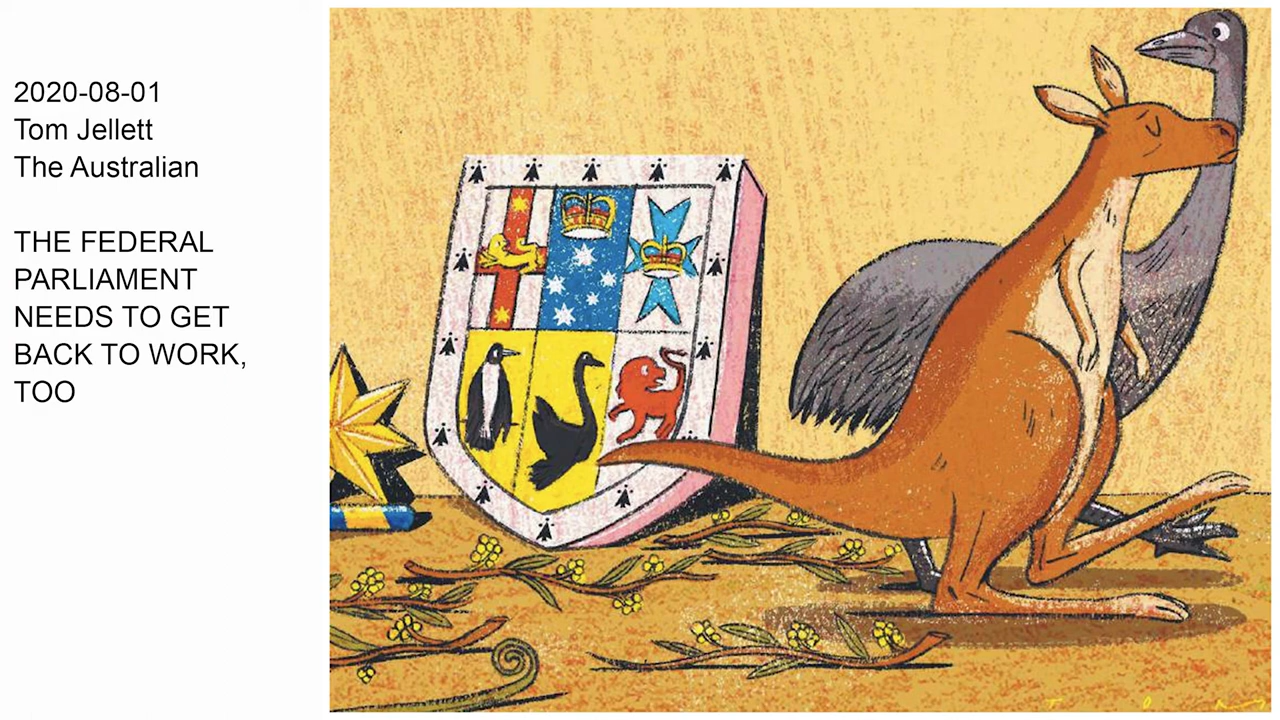 2020-08-01
Tom Jellett
The Australian
THE FEDERAL
PARLIAMENT
NEEDS TO GET
BACK TO WORK,
TOO